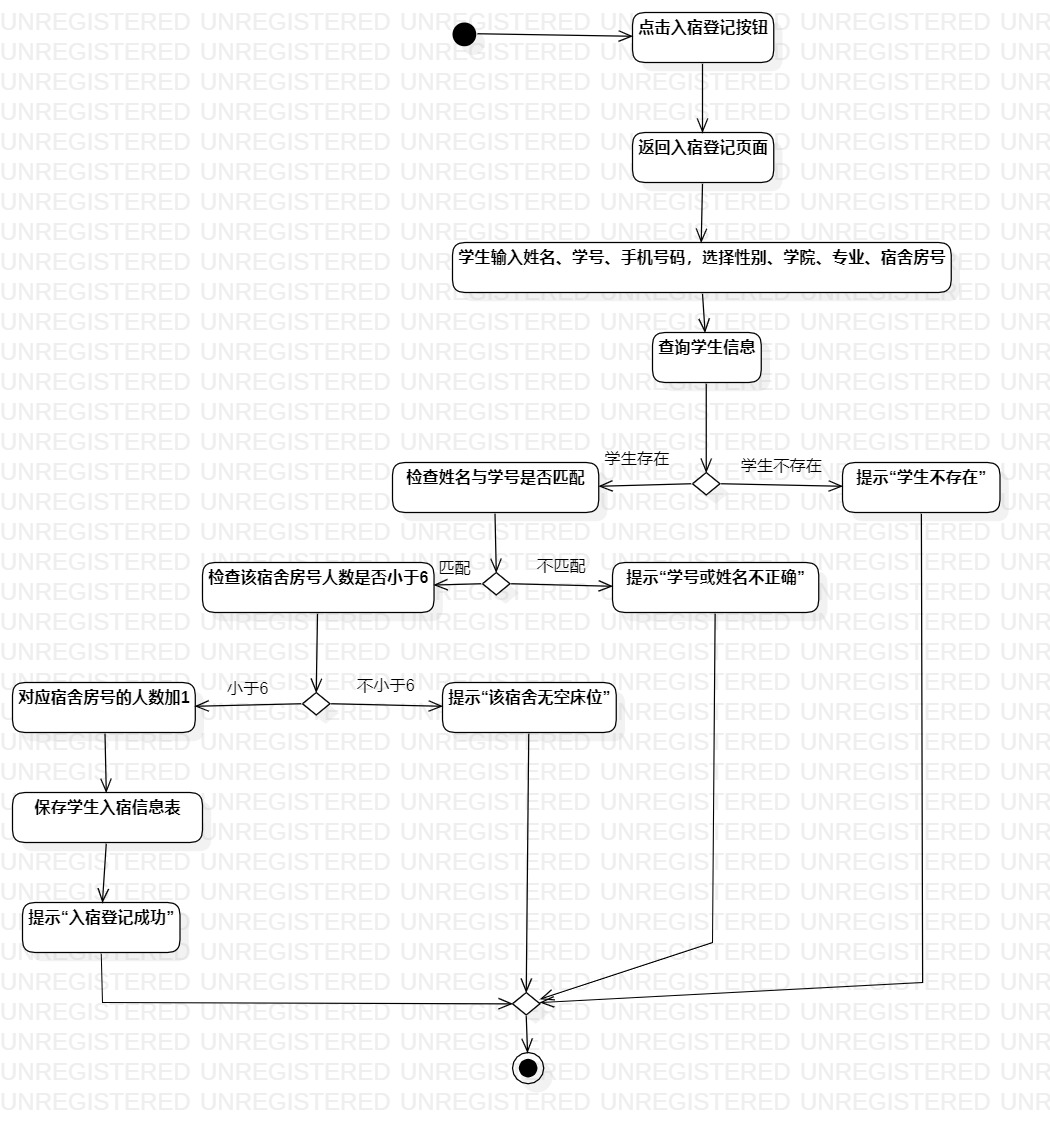 点击入宿登记按钮
返回入宿登记页面
学生输入姓名、学号、手机号码，选择性别、学院、专业、宿舍房号
查询学生信息
学生存在
学生不存在
检查姓名与学号是否匹配
提示“学生不存在”
匹配
不匹配
检查该宿舍房号人数是否小于6
提示“学号或姓名不正确”
小于6
不小于6
对应宿舍房号的人数加1
提示“该宿舍无空床位”
保存学生入宿信息表
提示“入宿登记成功”